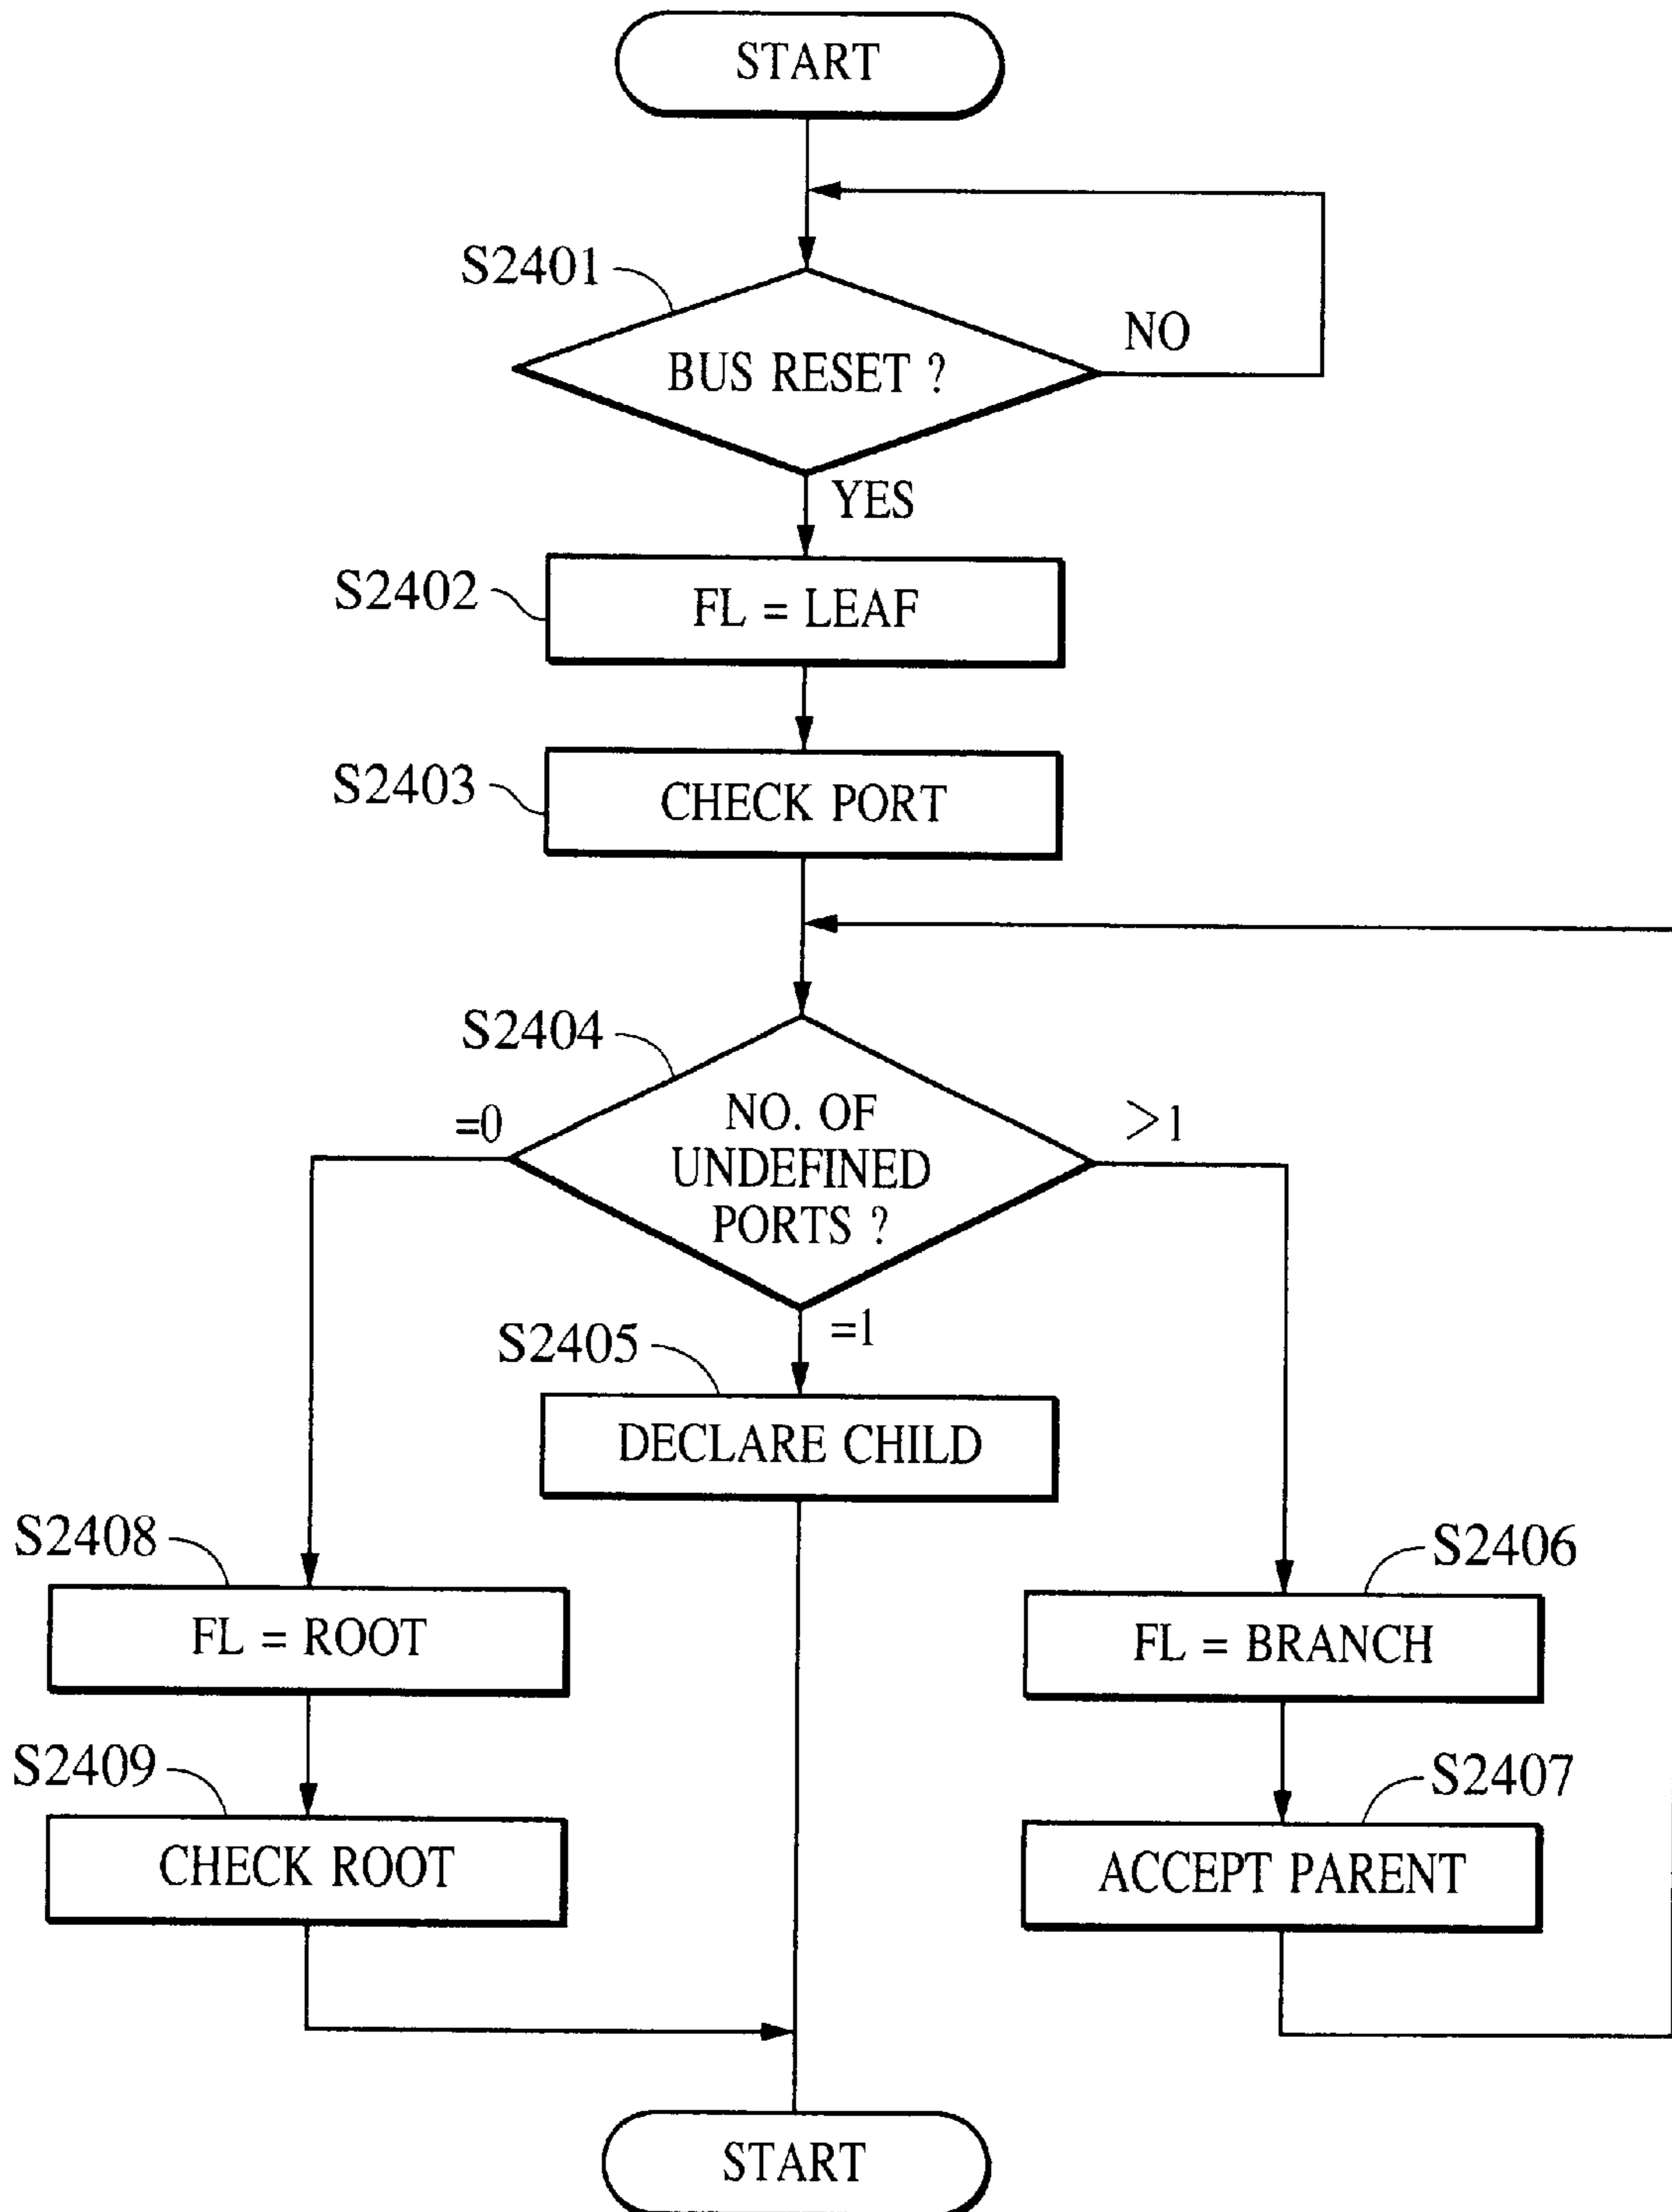 START
S2401
BUS RESET ?
NO
YES
S2402
FL = LEAF
S2403
CHECK PORT
S2404
=0
NO. OF
UNDEFINED
PORTS ?
>1
=1
S2405
DECLARE CHILD
S2408
FL = ROOT
S2406
FL = BRANCH
S2409
CHECK ROOT
S2407
ACCEPT PARENT
START